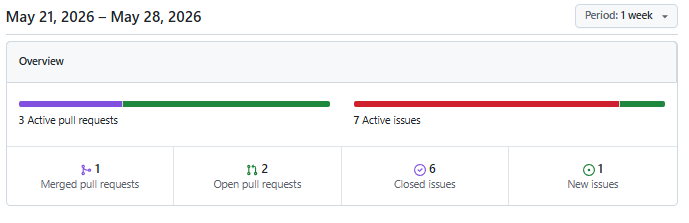 May 21, 2026 – May 28, 2026
Period: 1 week
Overview
3 Active pull requests
7 Active issues
1
Merged pull requests
2
Open pull requests
6
Closed issues
1
New issues